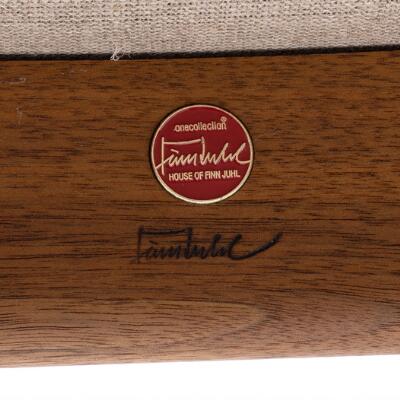 onecollection
Finn Juhl
HOUSE OF FINN JUHL
Finn Juhl